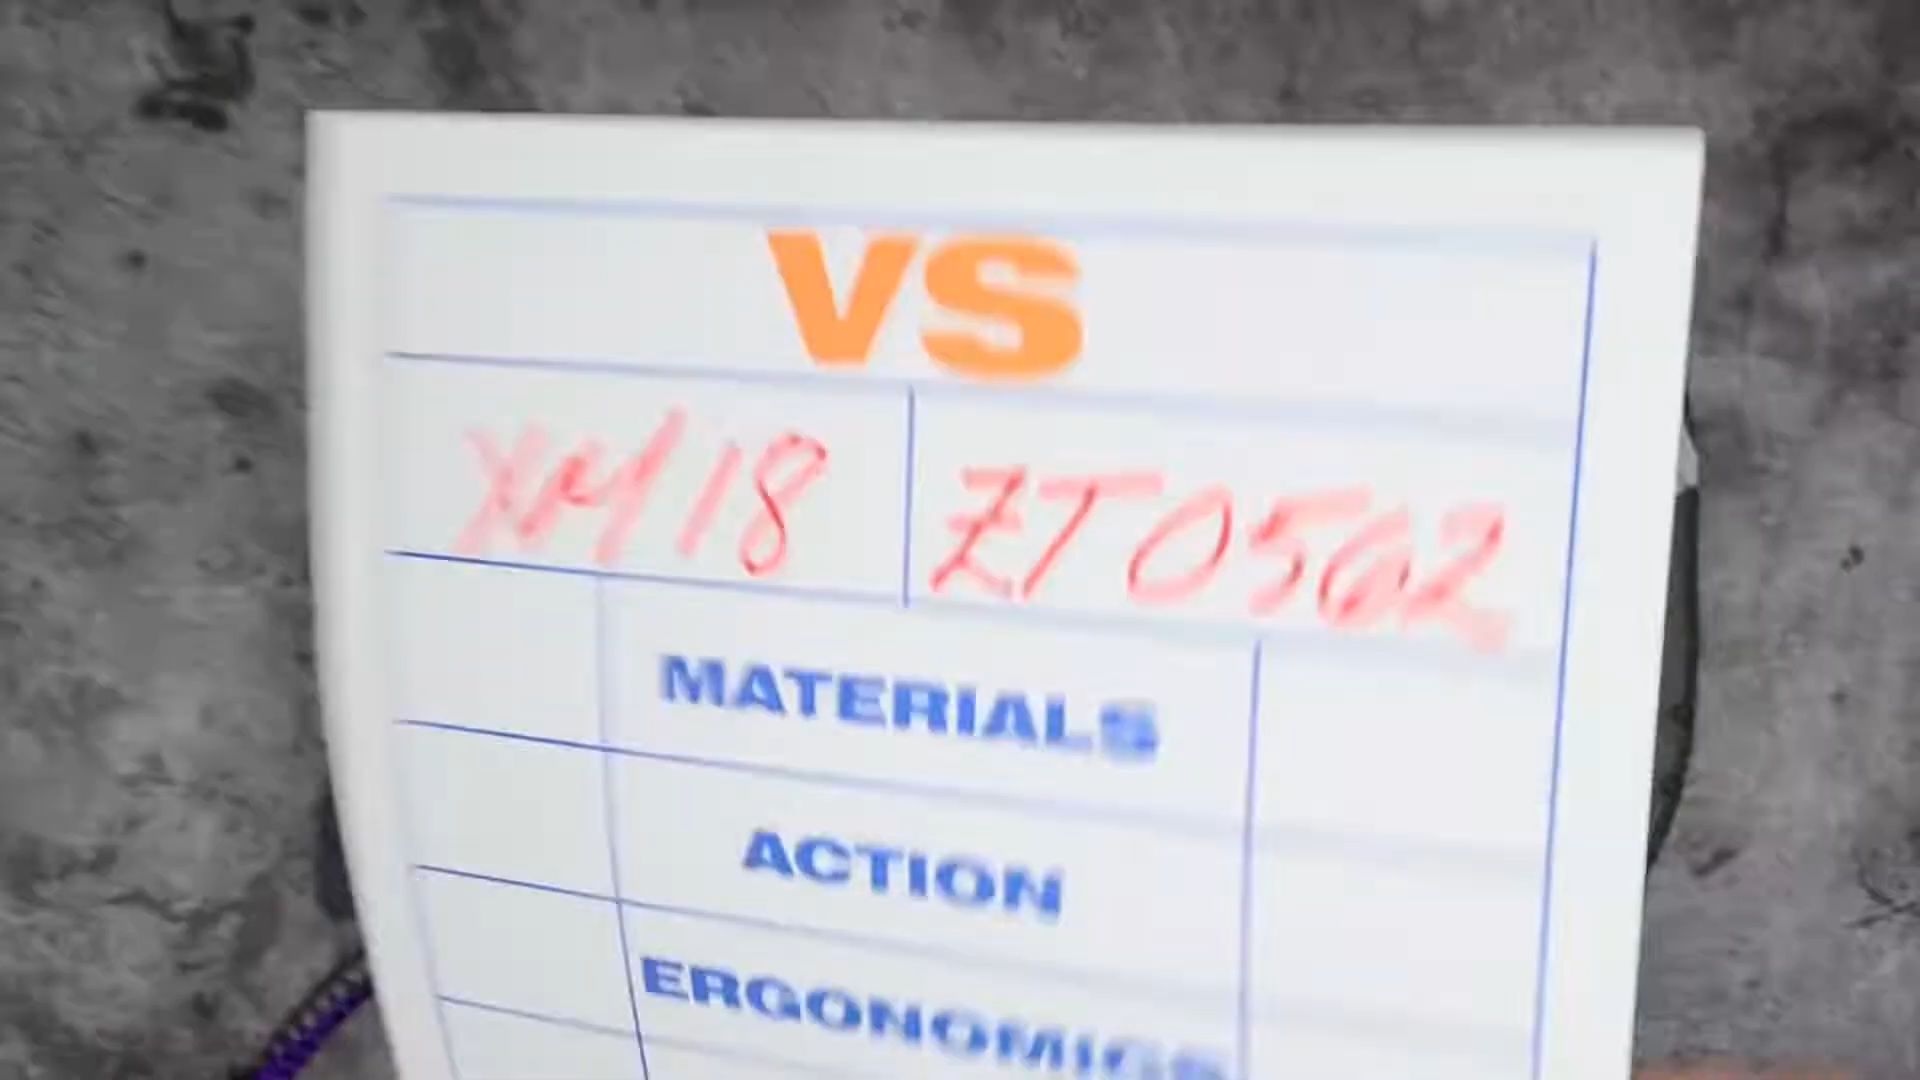 VS
XM18 ZT0562
MATERIALS
ACTION
ERGONOMICS